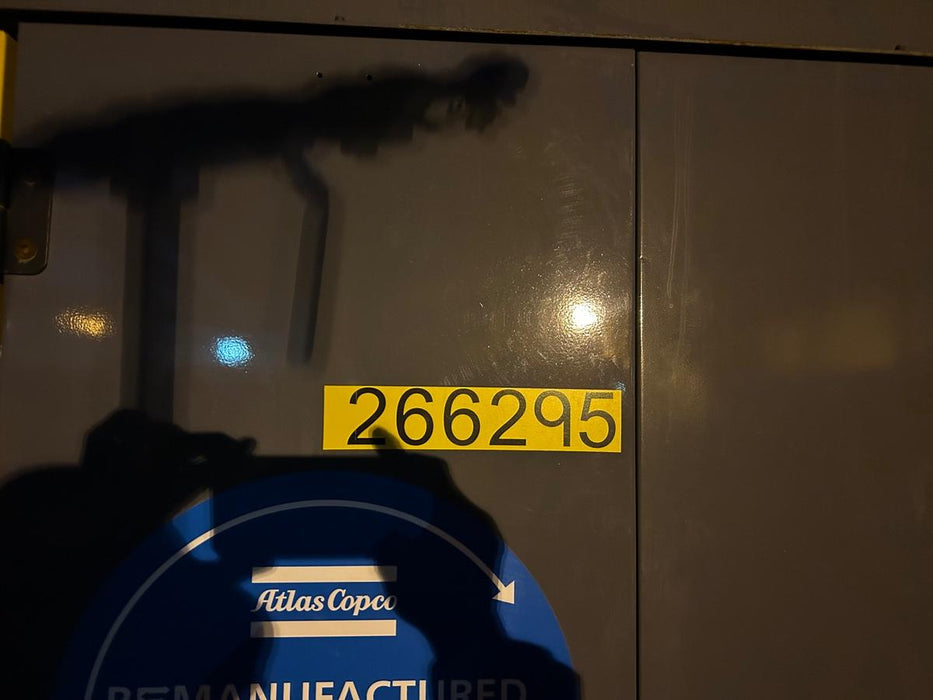 266295
Atlas Copco
REMANUFACTURED